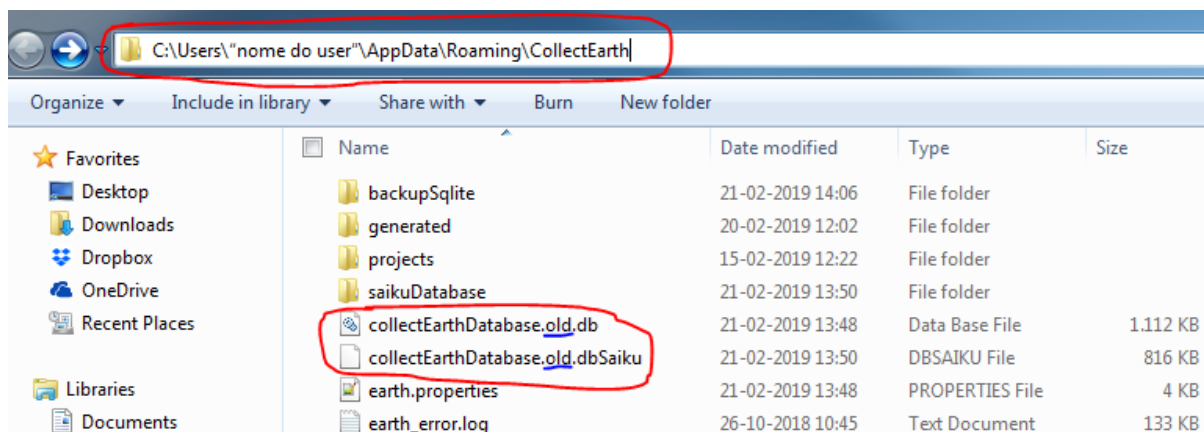 C:\Users\"nome do user"\AppData\Roaming\CollectEarth
Organize Include in library Share with Burn New folder
Favorites
Desktop
Downloads
Dropbox
OneDrive
Recent Places
Libraries
Documents
Name Date modified Type Size
backupSqlite 21-02-2019 14:06 File folder
generated 20-02-2019 12:02 File folder
projects 15-02-2019 12:22 File folder
saikuDatabase 21-02-2019 13:50 File folder
collectEarthDatabase.old.db 21-02-2019 13:48 Data Base File 1.112 KB
collectEarthDatabase.old.dbSaiku 21-02-2019 13:50 DBSAIKU File 816 KB
earth.properties 21-02-2019 13:48 PROPERTIES File 4 KB
earth_error.log 26-10-2018 10:45 Text Document 133 KB